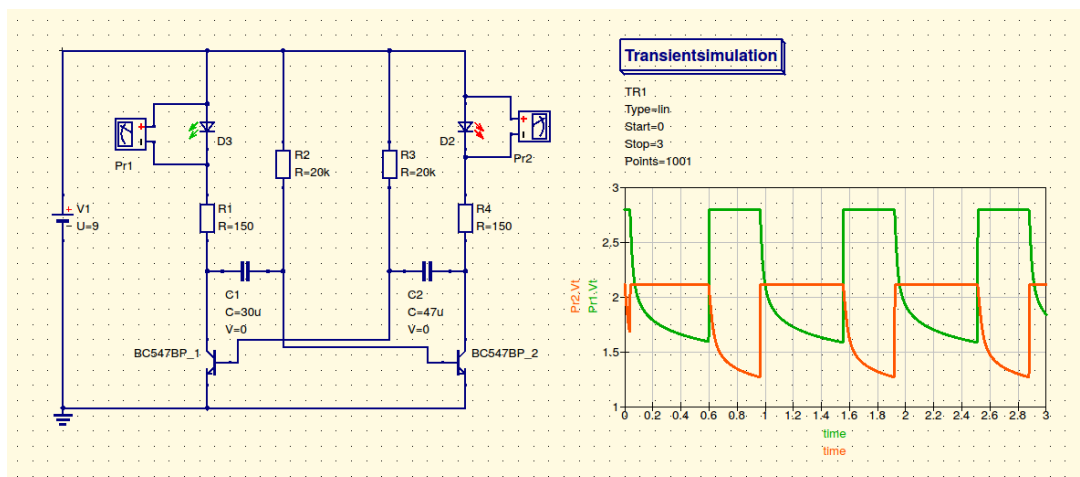 Transientsimulation
TR1
Type=lin
Start=0
Stop=3
Points=1001
+
-
Pr1
D3
R2
R=20k
R3
R=20k
D2
+
-
Pr2
+
-
V1
U=9
R1
R=150
R4
R=150
C1
C=30u
V=0
C2
C=47u
V=0
BC547BP_1
BC547BP_2
Pr2.Vt
Pr1.Vt
3
2,5
2
1.5
1
0 0.2 0.4 0.6 0.8 1 1.2 1.4 1.6 1.8 2 2.2 2.4 2.6 2.8 3
time
time